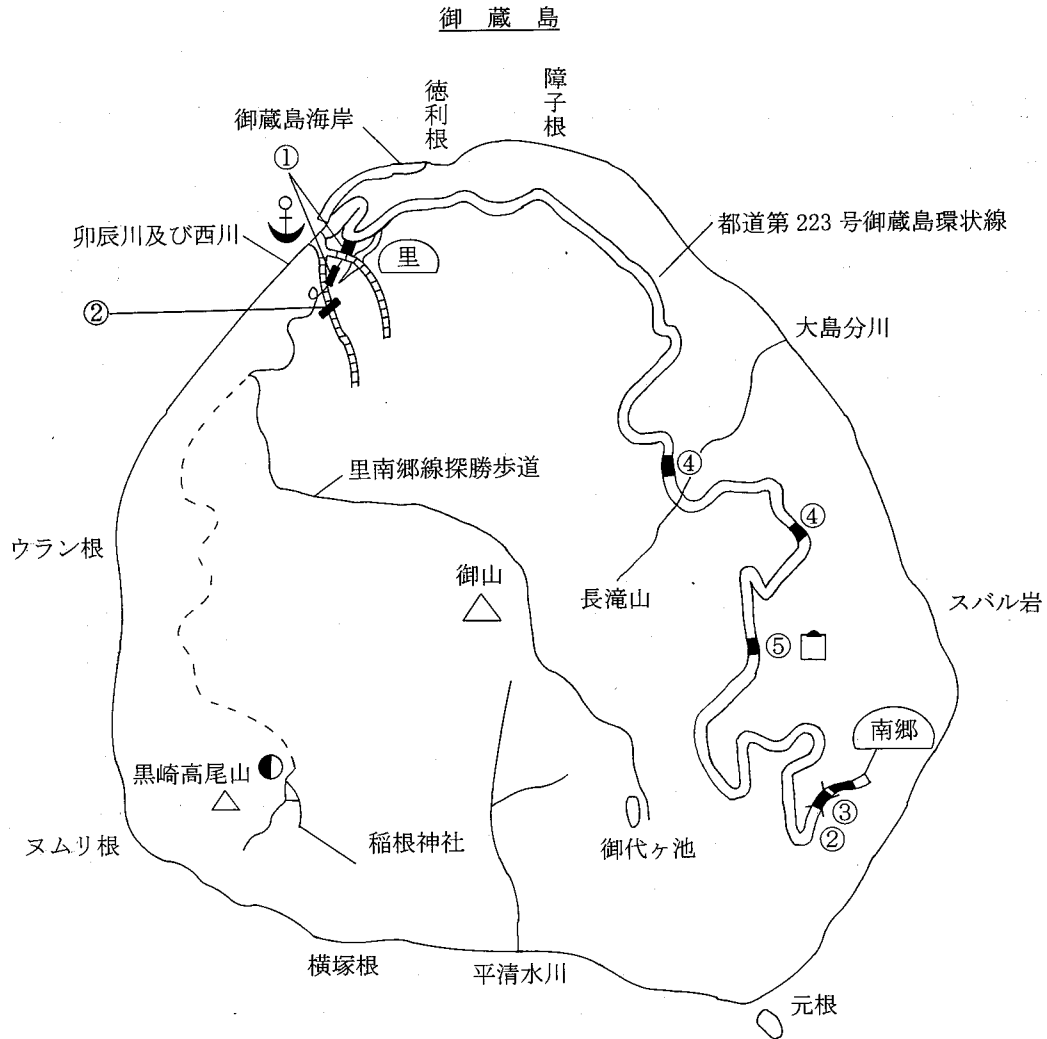 御蔵島
障子根
徳利根
御蔵島海岸
①
都道第223号御蔵島環状線
卯辰川及び西川
里
②
大島分川
里南郷線探勝歩道
④
④
ウラン根
御山
長滝山
スバル岩
⑤
南郷
黒崎高尾山
③
②
ヌムリ根
稲根神社
御代ヶ池
横塚根
平清水川
元根